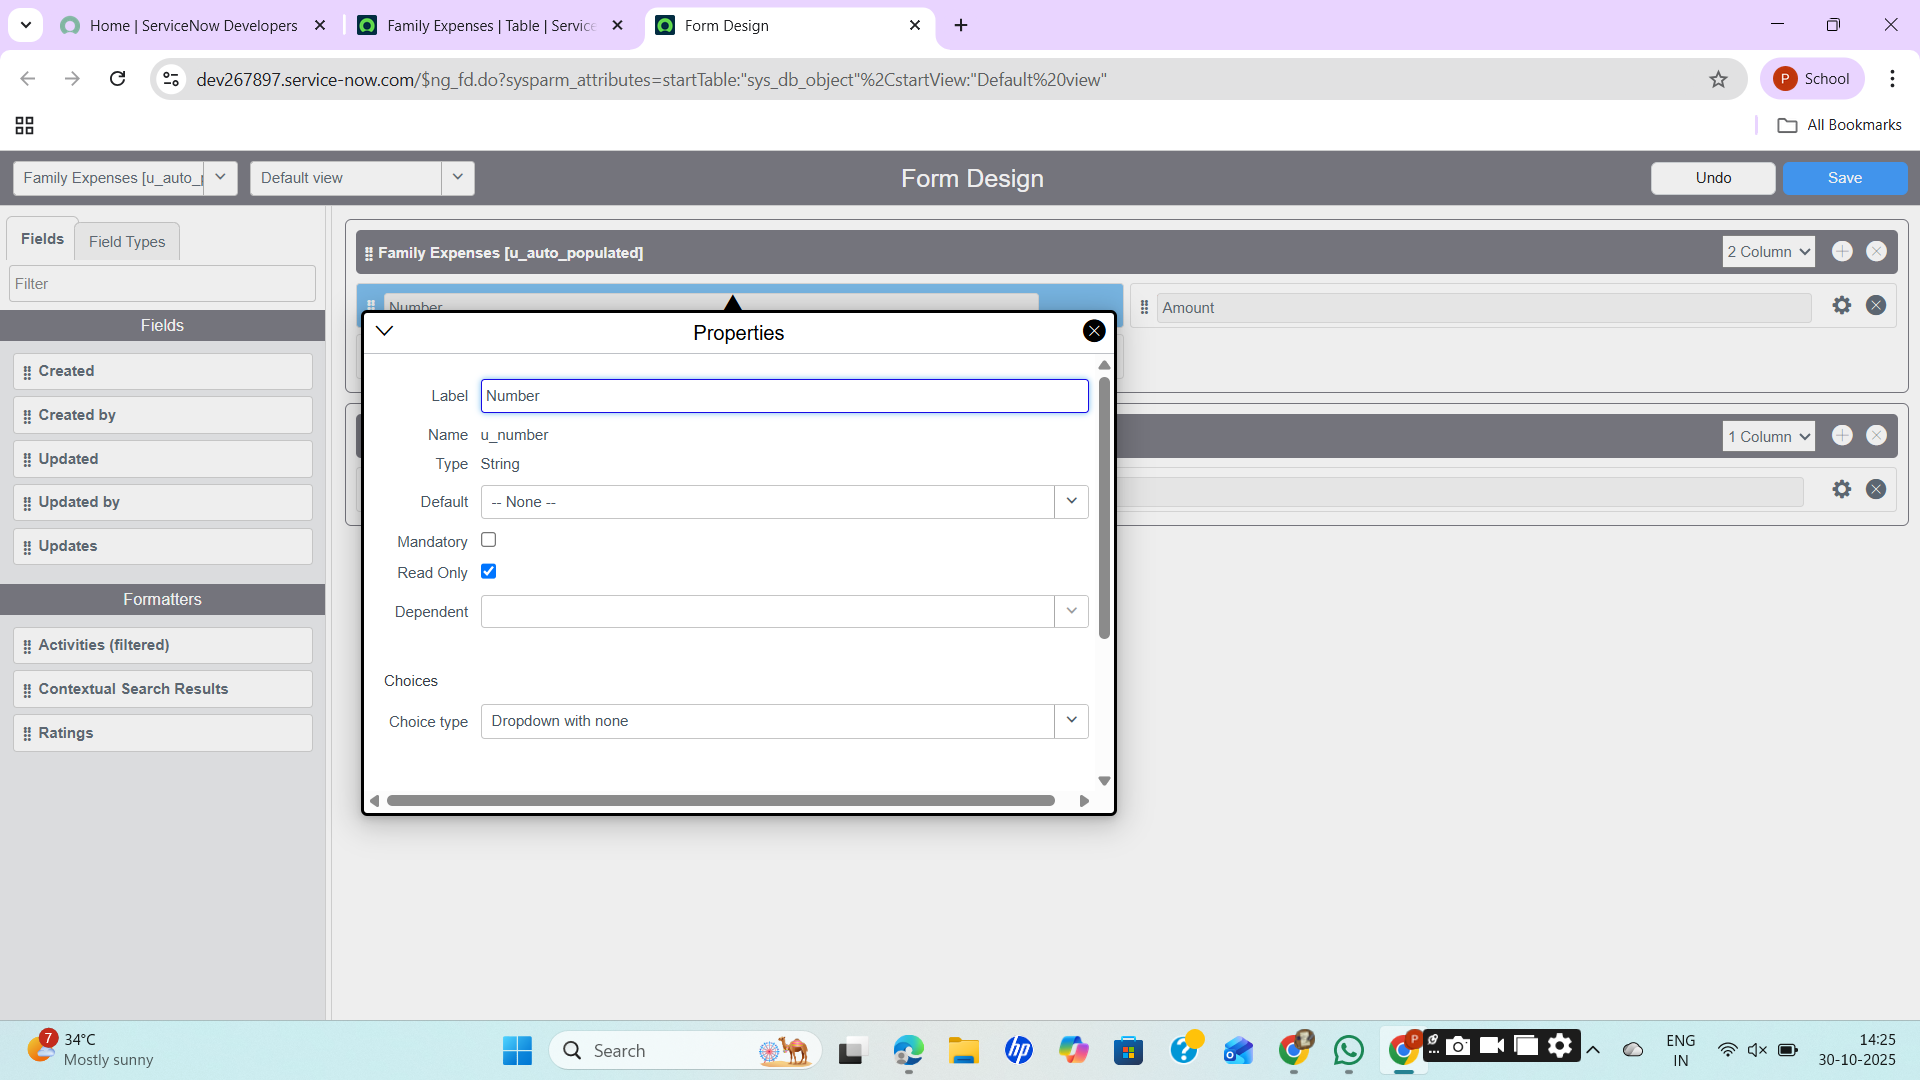 Home | ServiceNow Developers
Family Expenses | Table | Service
Form Design
dev267897.service-now.com/$ng_fd.do?sysparm_attributes=startTable:"sys_db_object"%2CstartView:"Default%20view"
P School
All Bookmarks
Family Expenses [u_auto_p
Default view
Form Design
Undo
Save
Fields
Field Types
Filter
Fields
Created
Created by
Updated
Updated by
Updates
Formatters
Activities (filtered)
Contextual Search Results
Ratings
Family Expenses [u_auto_populated]
2 Column
Number
Amount
1 Column
Properties
Label Number
Name u_number
Type String
Default -- None --
Mandatory
Read Only
Dependent
Choices
Choice type Dropdown with none
7
34°C
Mostly sunny
Search
hp
P
ENG
IN
14:25
30-10-2025